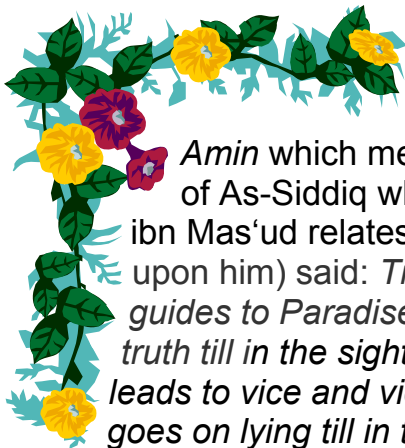 Amin which me
of As-Siddiq wh
ibn Mas‘ud relates
upon him) said: T
guides to Paradise
truth till in the sight
leads to vice and vi
goes on lying till in t